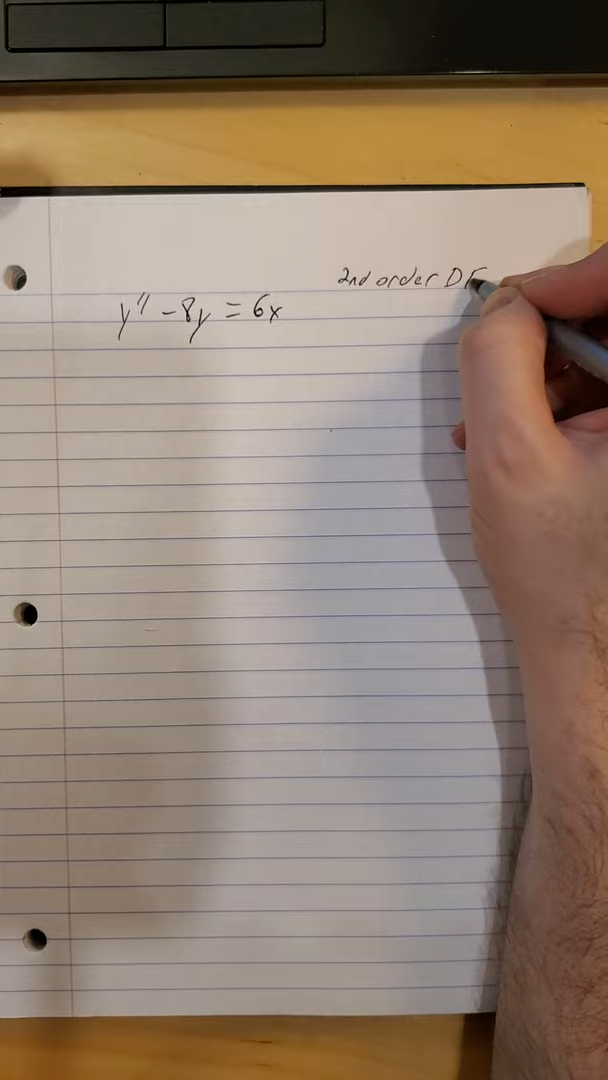 2nd order DE
y'' - 8y = 6x